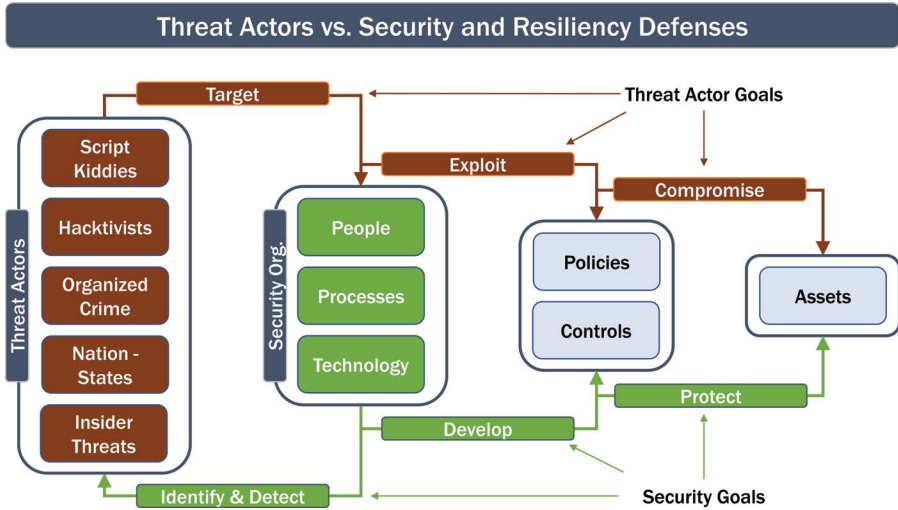 Threat Actors vs. Security and Resiliency Defenses
Target
Threat Actor Goals
Exploit
Compromise
Threat Actors
Script
Kiddies
Hacktivists
Organized
Crime
Nation -
States
Insider
Threats
Security Org.
People
Processes
Technology
Policies
Controls
Assets
Protect
Develop
Identify & Detect
Security Goals